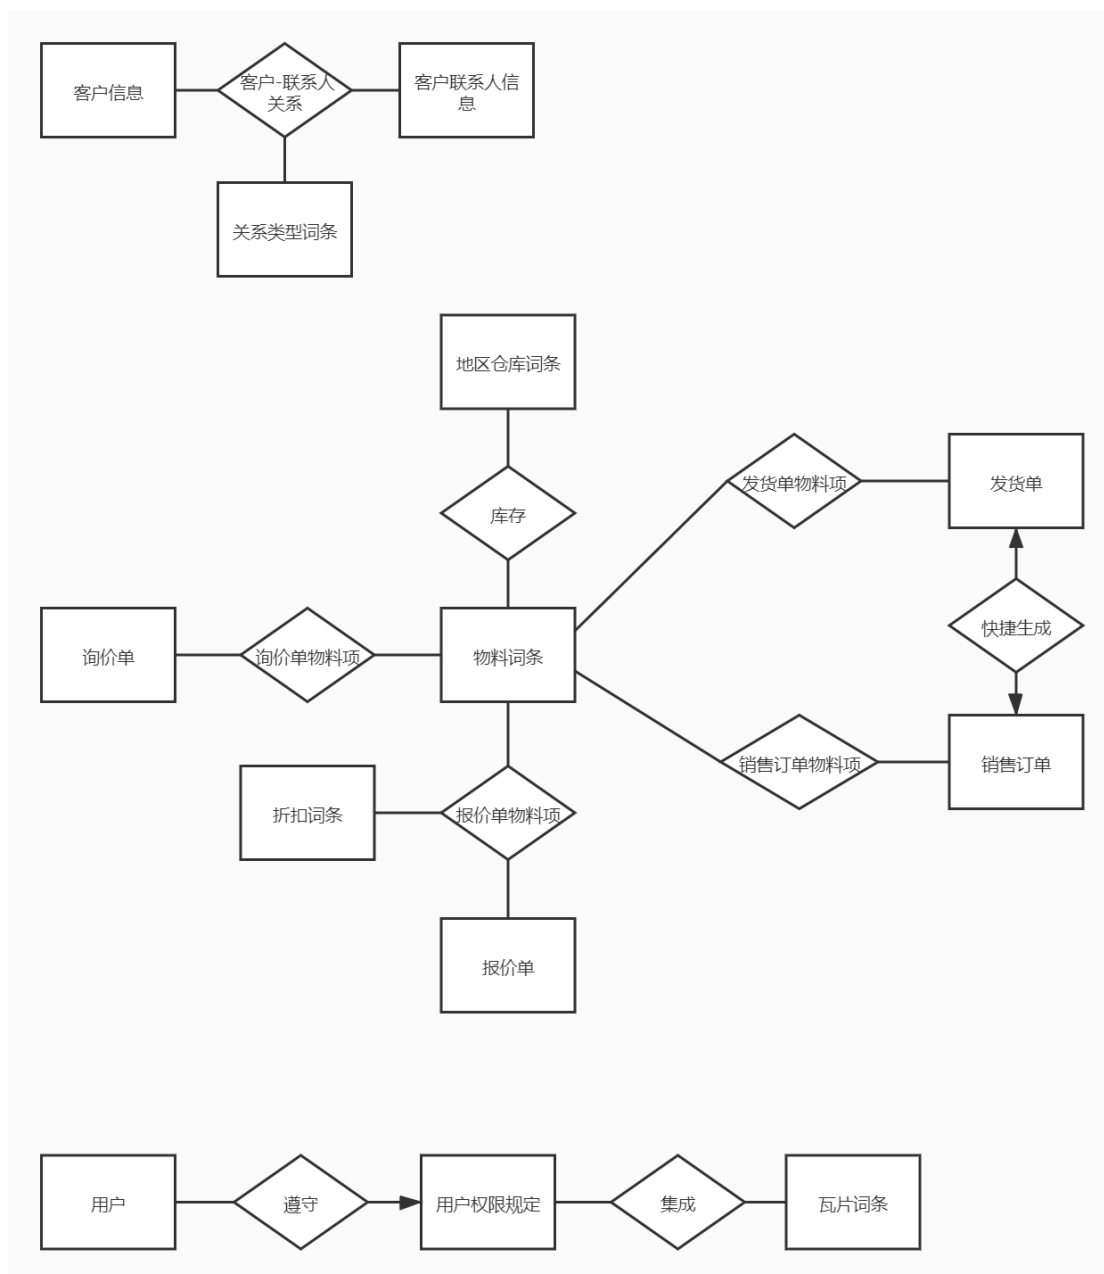 客户信息
客户-联系人
关系
客户联系人信
息
关系类型词条
地区仓库词条
发货单物料项
发货单
库存
快捷生成
询价单
询价单物料项
物料词条
销售订单物料项
销售订单
折扣词条
报价单物料项
报价单
用户
遵守
用户权限规定
集成
瓦片词条